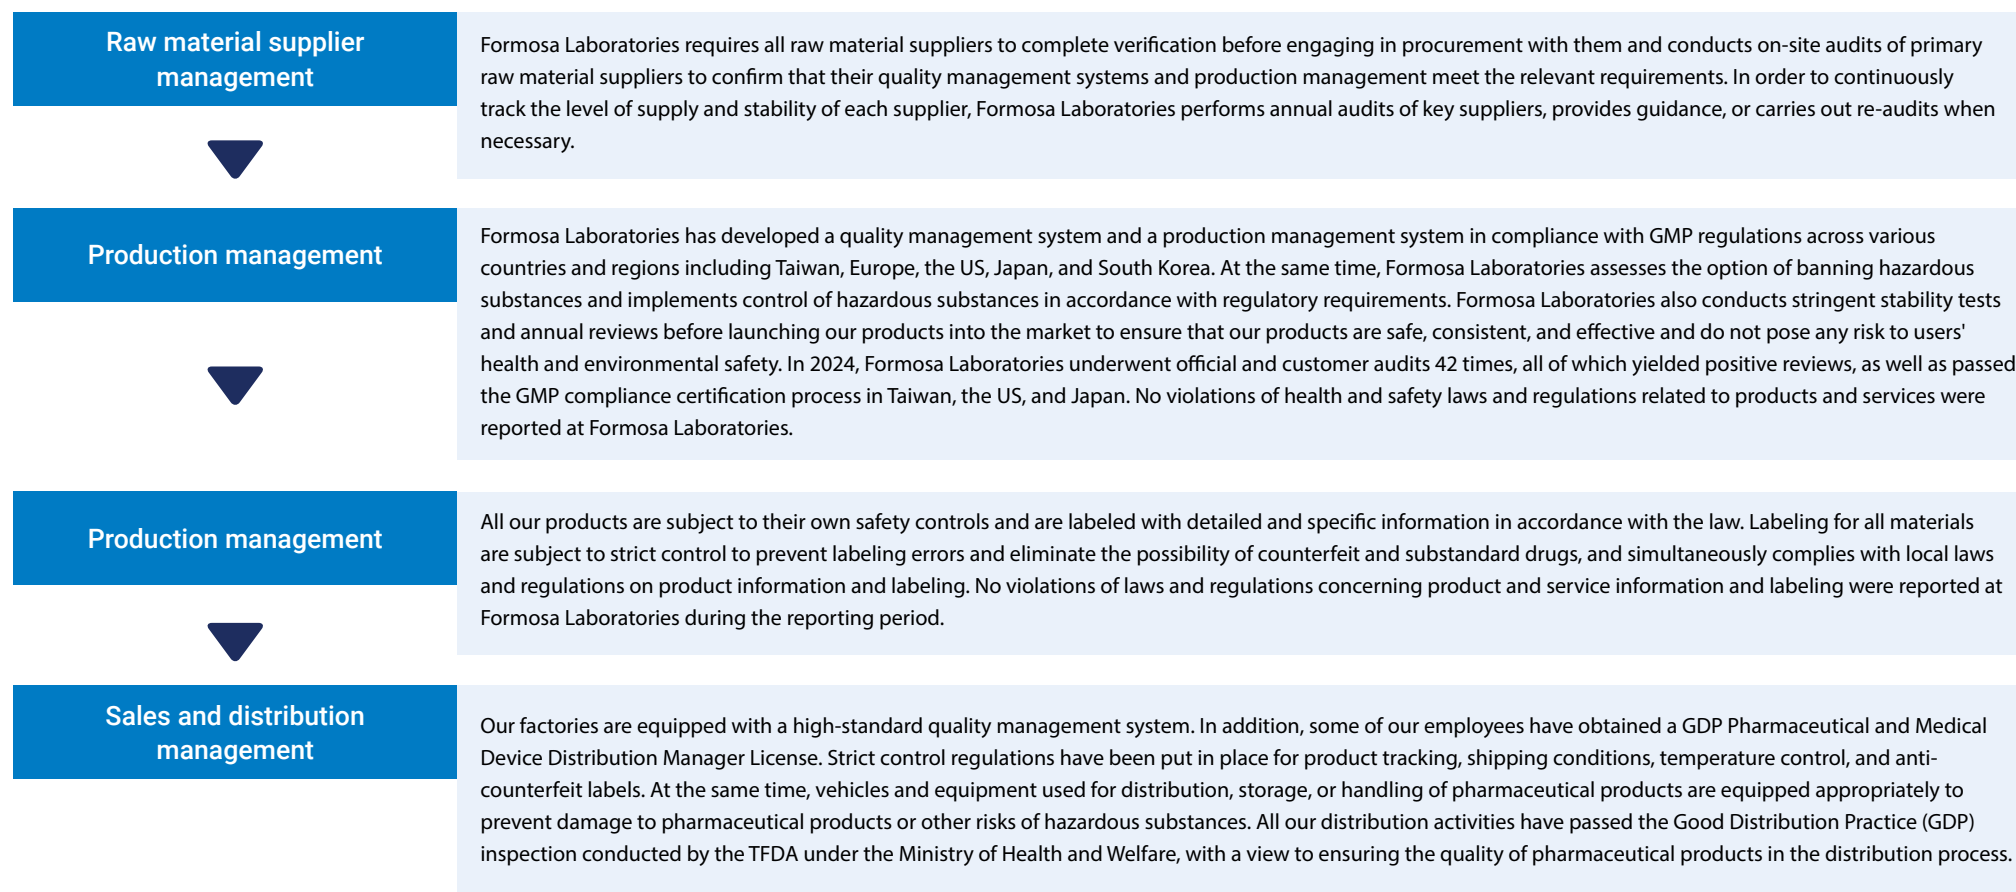 Raw material supplier
management
Formosa Laboratories requires all raw material suppliers to complete verification before engaging in procurement with them and conducts on-site audits of primary
raw material suppliers to confirm that their quality management systems and production management meet the relevant requirements. In order to continuously
track the level of supply and stability of each supplier, Formosa Laboratories performs annual audits of key suppliers, provides guidance, or carries out re-audits when
necessary.
Production management
Formosa Laboratories has developed a quality management system and a production management system in compliance with GMP regulations across various
countries and regions including Taiwan, Europe, the US, Japan, and South Korea. At the same time, Formosa Laboratories assesses the option of banning hazardous
substances and implements control of hazardous substances in accordance with regulatory requirements. Formosa Laboratories also conducts stringent stability tests
and annual reviews before launching our products into the market to ensure that our products are safe, consistent, and effective and do not pose any risk to users'
health and environmental safety. In 2024, Formosa Laboratories underwent official and customer audits 42 times, all of which yielded positive reviews, as well as passed
the GMP compliance certification process in Taiwan, the US, and Japan. No violations of health and safety laws and regulations related to products and services were
reported at Formosa Laboratories.
Production management
All our products are subject to their own safety controls and are labeled with detailed and specific information in accordance with the law. Labeling for all materials
are subject to strict control to prevent labeling errors and eliminate the possibility of counterfeit and substandard drugs, and simultaneously complies with local laws
and regulations on product information and labeling. No violations of laws and regulations concerning product and service information and labeling were reported at
Formosa Laboratories during the reporting period.
Sales and distribution
management
Our factories are equipped with a high-standard quality management system. In addition, some of our employees have obtained a GDP Pharmaceutical and Medical
Device Distribution Manager License. Strict control regulations have been put in place for product tracking, shipping conditions, temperature control, and anti-
counterfeit labels. At the same time, vehicles and equipment used for distribution, storage, or handling of pharmaceutical products are equipped appropriately to
prevent damage to pharmaceutical products or other risks of hazardous substances. All our distribution activities have passed the Good Distribution Practice (GDP)
inspection conducted by the TFDA under the Ministry of Health and Welfare, with a view to ensuring the quality of pharmaceutical products in the distribution process.